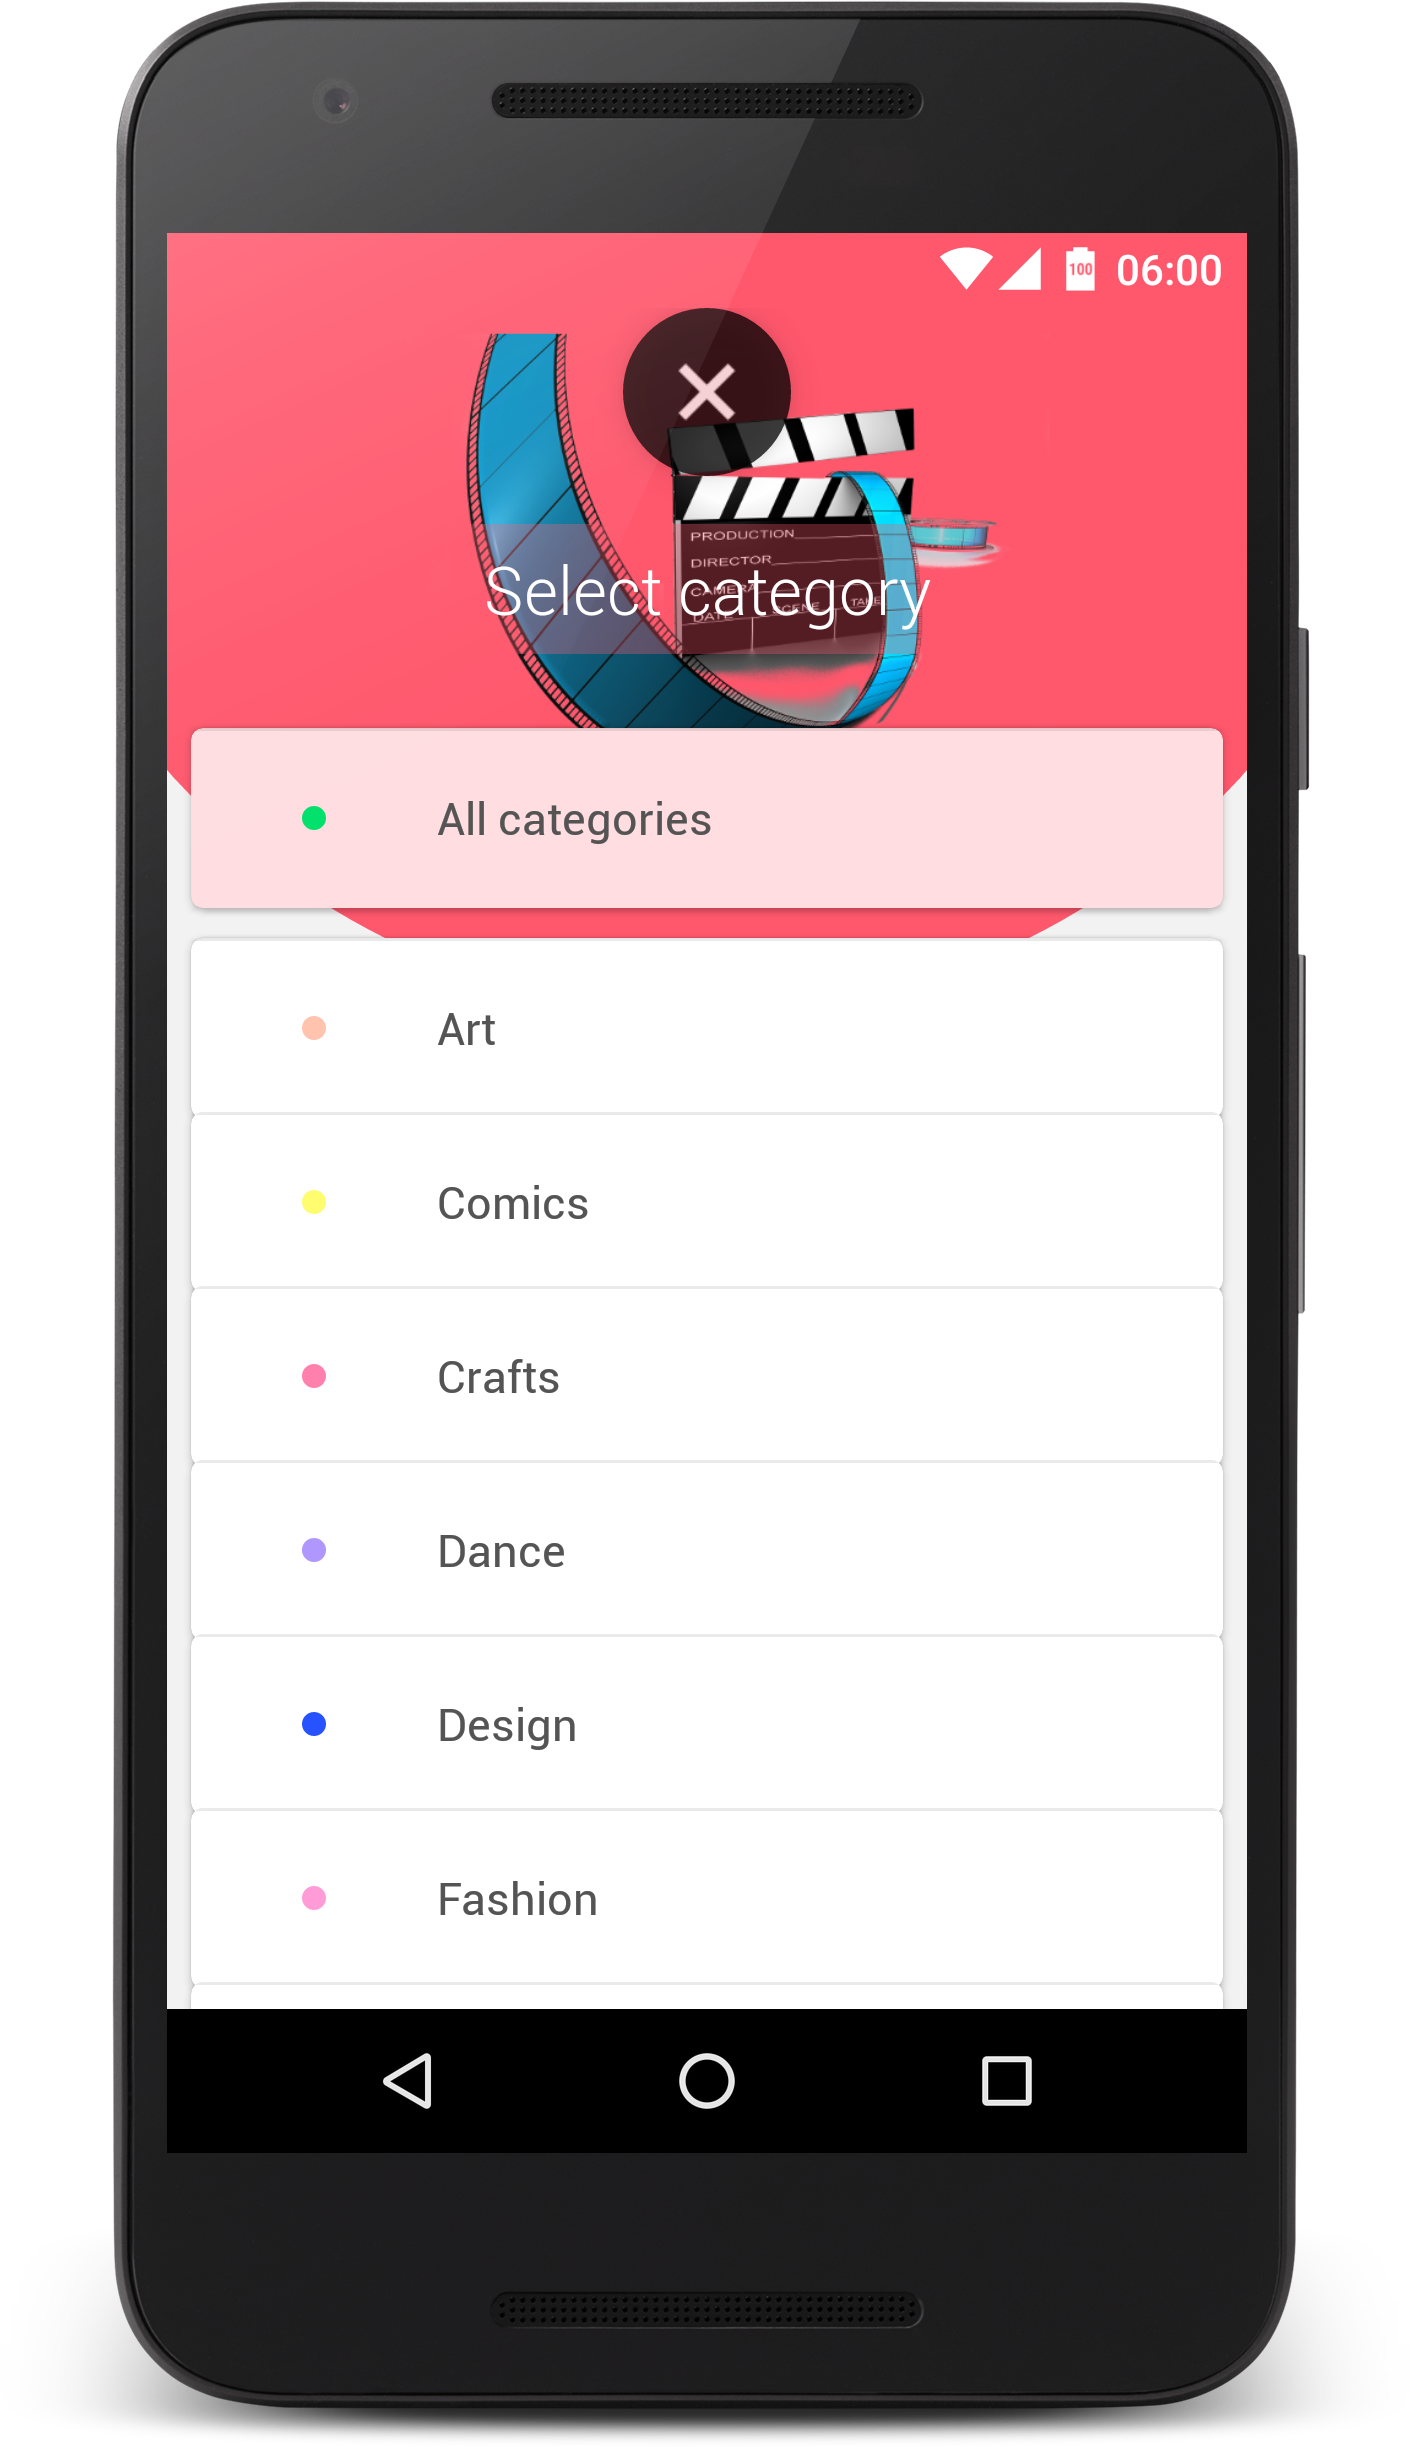 100 06:00
PRODUCTION
DIRECTOR
CAMERA
Select category
DATE SCENE TAKE
All categories
Art
Comics
Crafts
Dance
Design
Fashion